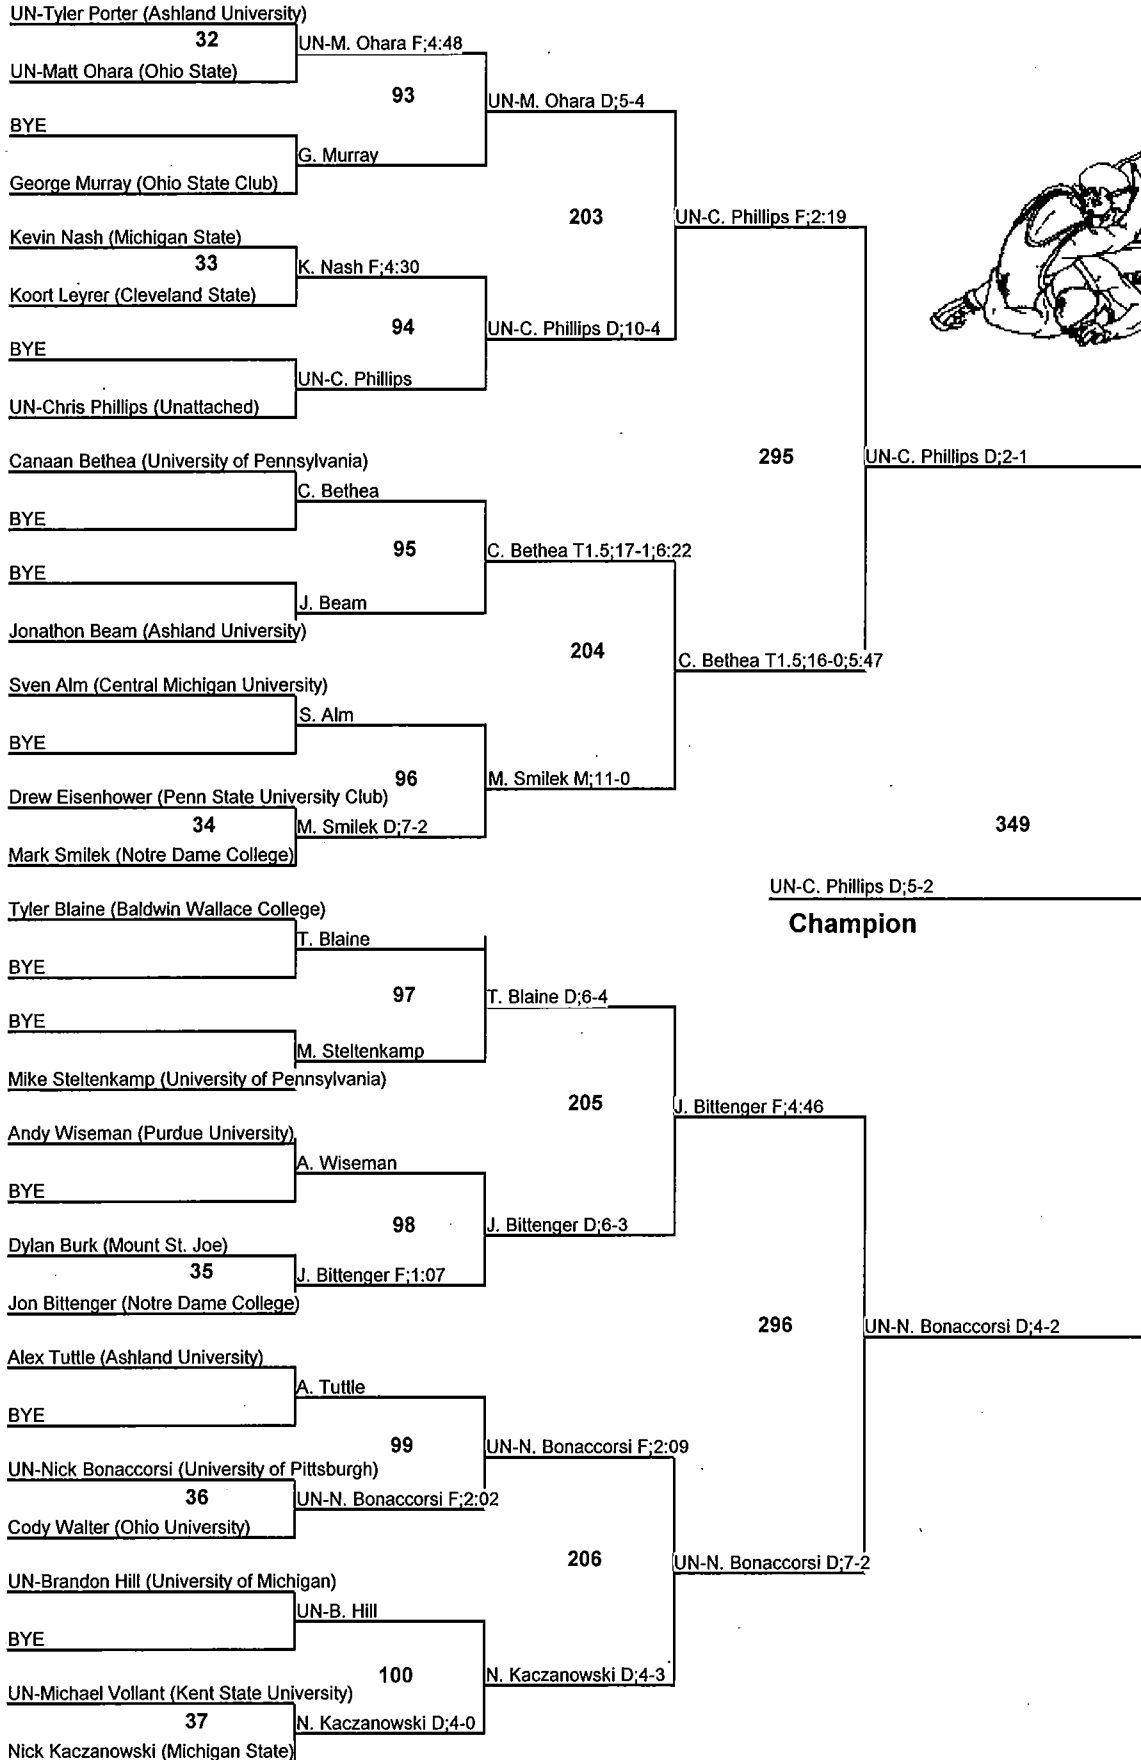 UN-Tyler Porter (Ashland University)
32
UN-M. Ohara F;4:48
UN-Matt Ohara (Ohio State)
93
UN-M. Ohara D;5-4
BYE
G. Murray
George Murray (Ohio State Club)
203
UN-C. Phillips F;2:19
Kevin Nash (Michigan State)
33
K. Nash F;4:30
Koort Leyrer (Cleveland State)
94
UN-C. Phillips D;10-4
BYE
UN-C. Phillips
UN-Chris Phillips (Unattached)
295
UN-C. Phillips D;2-1
Canaan Bethea (University of Pennsylvania)
C. Bethea
BYE
95
C. Bethea T1.5;17-1;6:22
BYE
J. Beam
Jonathon Beam (Ashland University)
204
C. Bethea T1.5;16-0;5:47
Sven Alm (Central Michigan University)
S. Alm
BYE
96
M. Smilek M;11-0
Drew Eisenhower (Penn State University Club)
34
M. Smilek D;7-2
Mark Smilek (Notre Dame College)
349
UN-C. Phillips D;5-2
Champion
Tyler Blaine (Baldwin Wallace College)
T. Blaine
BYE
97
T. Blaine D;6-4
BYE
M. Steltenkamp
Mike Steltenkamp (University of Pennsylvania)
205
J. Bittenger F;4:46
Andy Wiseman (Purdue University)
A. Wiseman
BYE
98
J. Bittenger D;6-3
Dylan Burk (Mount St. Joe)
35
J. Bittenger F;1:07
Jon Bittenger (Notre Dame College)
296
UN-N. Bonaccorsi D;4-2
Alex Tuttle (Ashland University)
A. Tuttle
BYE
99
UN-N. Bonaccorsi F;2:09
UN-Nick Bonaccorsi (University of Pittsburgh)
36
UN-N. Bonaccorsi F;2:02
Cody Walter (Ohio University)
206
UN-N. Bonaccorsi D;7-2
UN-Brandon Hill (University of Michigan)
UN-B. Hill
BYE
100
N. Kaczanowski D;4-3
UN-Michael Vollant (Kent State University)
37
N. Kaczanowski D;4-0
Nick Kaczanowski (Michigan State)